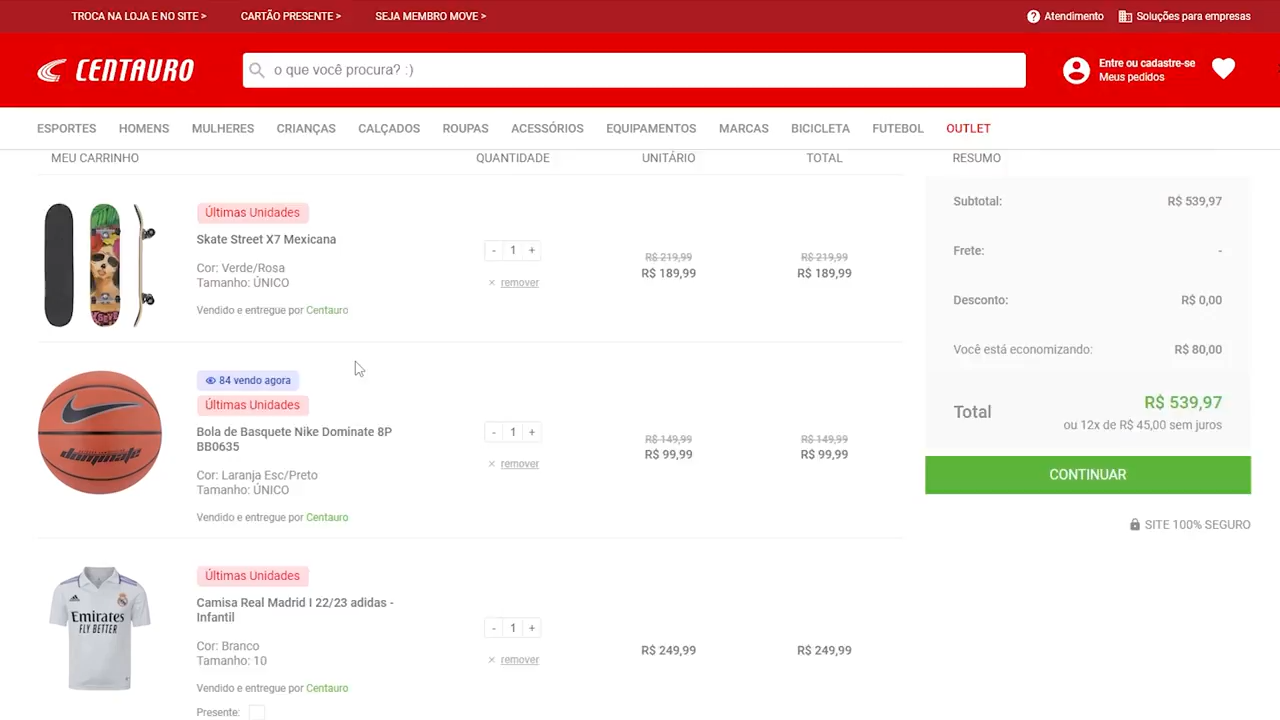 TROCA NA LOJA E NO SITE >
CARTÃO PRESENTE >
SEJA MEMBRO MOVE >
Atendimento
Soluções para empresas
CENTAURO
o que você procura? :)
Entre ou cadastre-se
Meus pedidos
ESPORTES
HOMENS
MULHERES
CRIANÇAS
CALÇADOS
ROUPAS
ACESSÓRIOS
EQUIPAMENTOS
MARCAS
BICICLETA
FUTEBOL
OUTLET
MEU CARRINHO
QUANTIDADE
UNITÁRIO
TOTAL
RESUMO
Últimas Unidades
Skate Street X7 Mexicana
Cor: Verde/Rosa
Tamanho: ÚNICO
Vendido e entregue por Centauro
- 1 +
× remover
R$ 219,99
R$ 189,99
R$ 219,99
R$ 189,99
84 vendo agora
Últimas Unidades
Bola de Basquete Nike Dominate 8P
BB0635
Cor: Laranja Esc/Preto
Tamanho: ÚNICO
Vendido e entregue por Centauro
dominate
- 1 +
× remover
R$ 149,99
R$ 99,99
R$ 149,99
R$ 99,99
Últimas Unidades
Camisa Real Madrid I 22/23 adidas -
Infantil
Cor: Branco
Tamanho: 10
Vendido e entregue por Centauro
Presente:
Emirates
FLY BETTER
- 1 +
× remover
R$ 249,99
R$ 249,99
Subtotal: R$ 539,97
Frete: -
Desconto: R$ 0,00
Você está economizando: R$ 80,00
Total R$ 539,97
ou 12x de R$ 45,00 sem juros
CONTINUAR
SITE 100% SEGURO